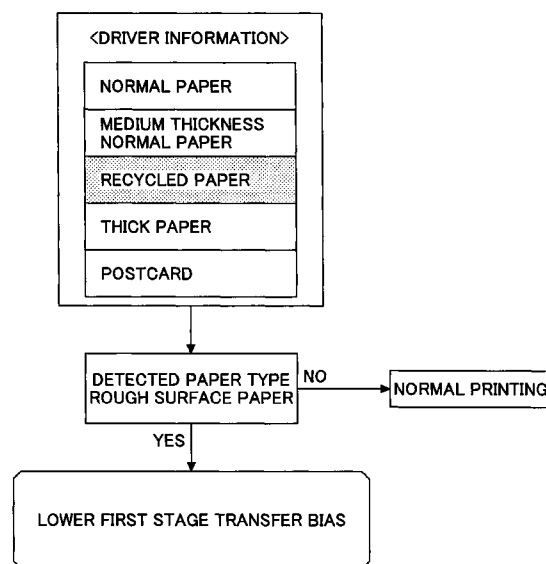 <DRIVER INFORMATION>
NORMAL PAPER
MEDIUM THICKNESS
NORMAL PAPER
RECYCLED PAPER
THICK PAPER
POSTCARD
DETECTED PAPER TYPE
ROUGH SURFACE PAPER
NO
NORMAL PRINTING
YES
LOWER FIRST STAGE TRANSFER BIAS